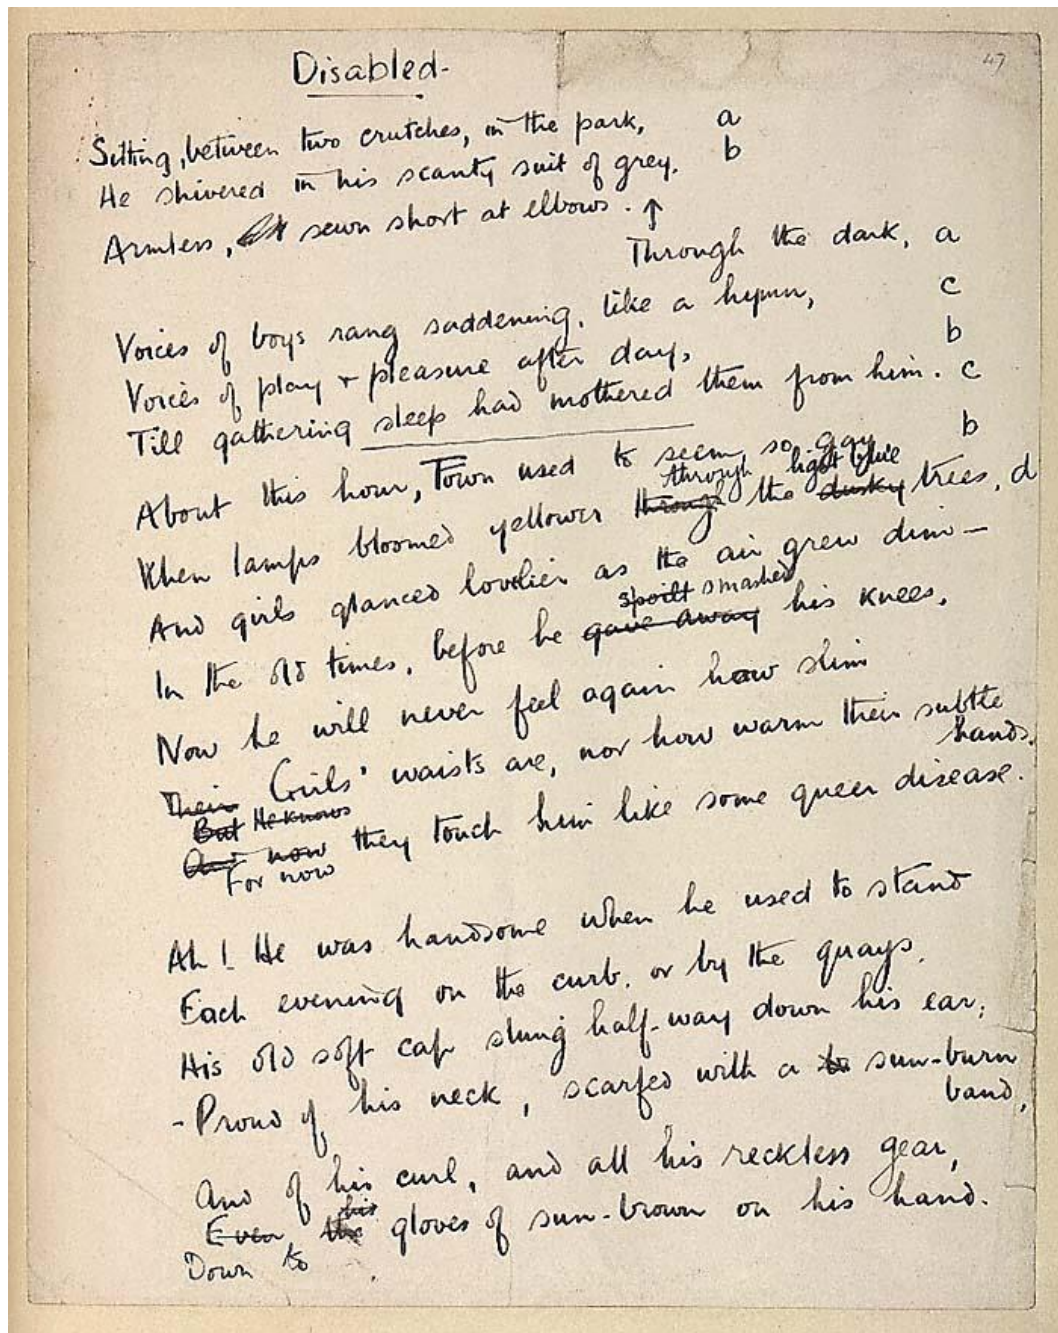 47
Disabled.
Sitting, between two crutches, in the park, a
He shivered in his scanty suit of grey, b
Armless, sewn short at elbows. ↑
Through the dark, a
Voices of boys rang saddening, like a hymn, c
Voices of play + pleasure after day, b
Till gathering sleep had mothered them from him. c
About this hour, Town used to seem so gay b
through light blue
When lamps bloomed yellower through the dusky trees, d
And girls glanced lovelier as the air grew dim —
spoilt smashed
In the old times, before he gave away his knees.
Now he will never feel again how slim
Their Girls' waists are, nor how warm their subtle
hands.
But He knows
And now they touch him like some queer disease.
For now
Ah! He was handsome when he used to stand
Each evening on the curb, or by the quays.
His old soft cap slung half-way down his ear;
- Proud of his neck, scarfed with a sun-burn
band,
And of his curl, and all his reckless gear,
his
Even the gloves of sun-brown on his hand.
Down to